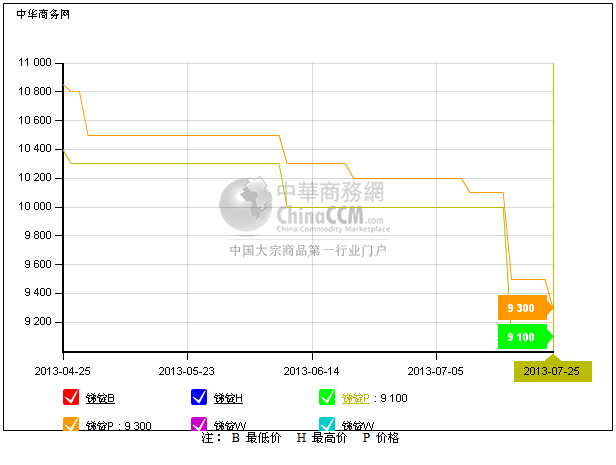 中华商务网
11 000
10 800
10 600
10 400
10 200
10 000
9 800
9 600
9 400
9 200
中華商務網
ChinaCCM.com
China Commodity Marketplace
中国大宗商品第一行业门户
9 300
9 100
2013-04-25 2013-05-23 2013-06-14 2013-07-05 2013-07-25
锑锭B 锑锭H 锑锭P : 9 100
锑锭P : 9 300 锑锭W 锑锭W
注： B 最低价 H 最高价 P 价格